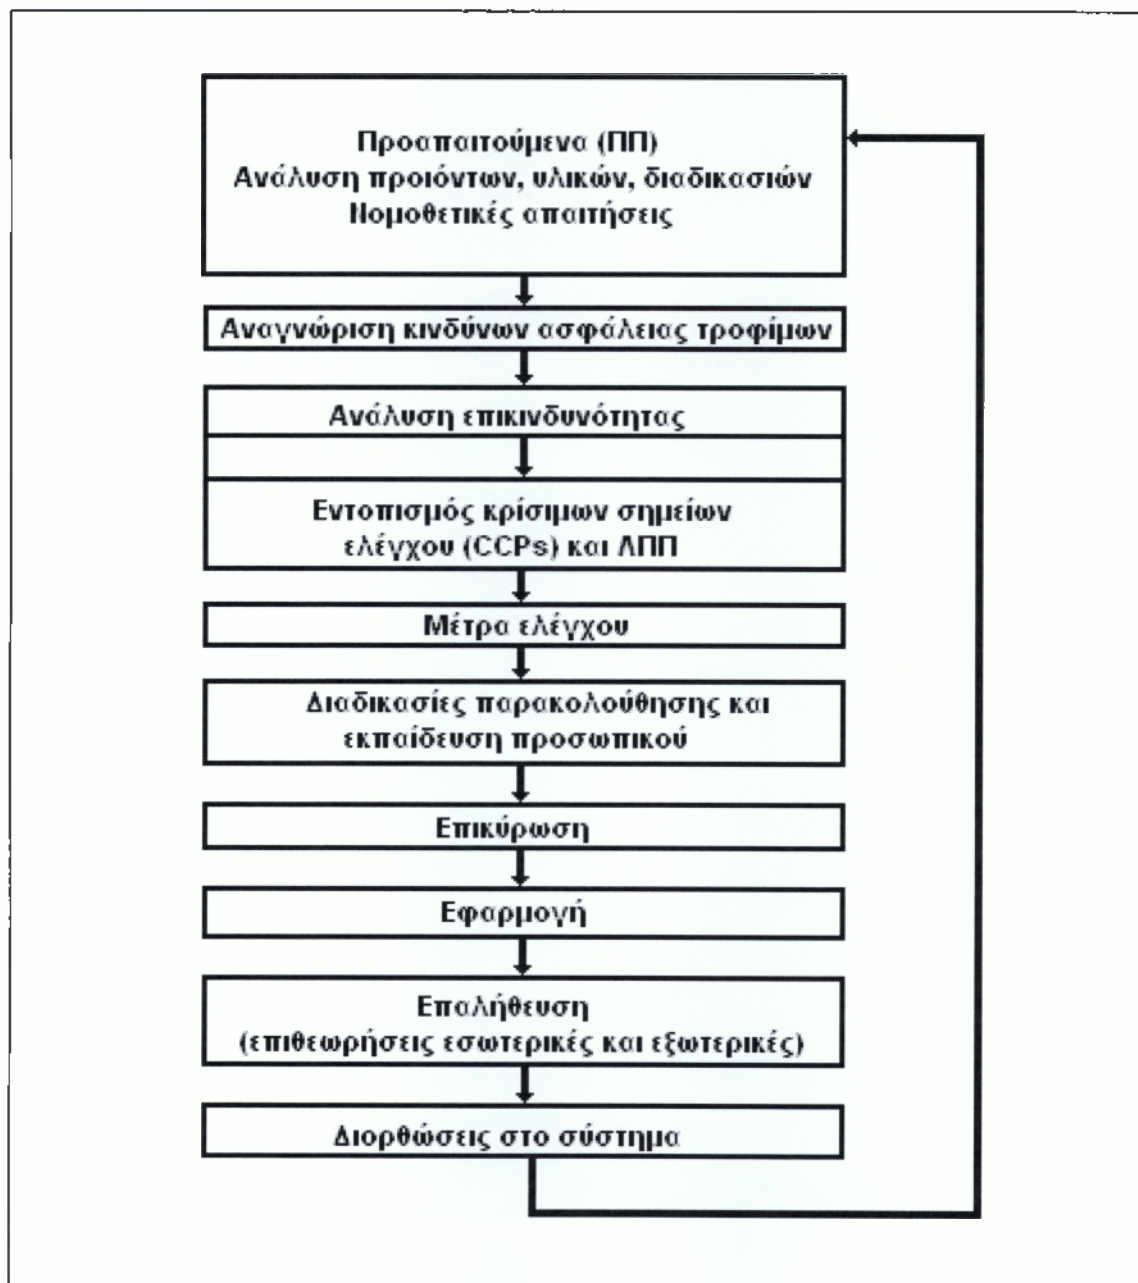 Προαπαιτούμενα (ΠΠ)
Ανάλυση προιόντων, υλικών, διαδικασιών
Νομοθετικές απαιτήσεις
Αναγνώριση κινδύνων ασφάλειας τροφίμων
Ανάλυση επικινδυνότητας
Εντοπισμός κρίσιμων σημείων
ελέγχου (CCPs) και ΛΠΠ
Μέτρα ελέγχου
Διαδικασίες παρακολούθησης και
εκπαίδευση προσωπικού
Επικύρωση
Εφαρμογή
Επαλήθευση
(επιθεωρήσεις εσωτερικές και εξωτερικές)
Διορθώσεις στο σύστημα